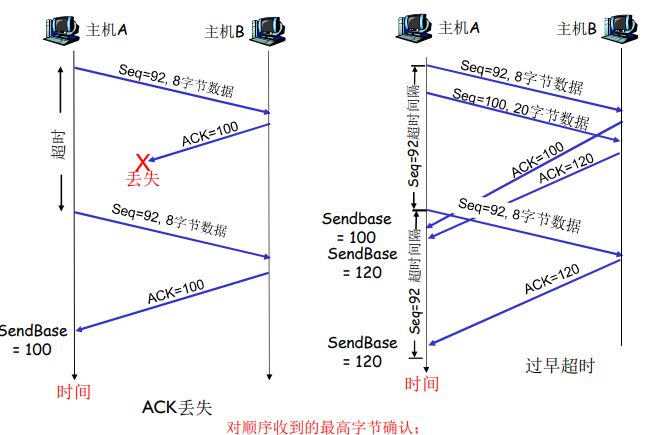 主机A
主机B
Seq=92, 8字节数据
ACK=100
X
丢失
超时
Seq=92, 8字节数据
ACK=100
SendBase
= 100
时间
ACK丢失
主机A
主机B
Seq=92, 8字节数据
Seq=100, 20字节数据
ACK=100
ACK=120
Seq=92超时间隔
Seq=92, 8字节数据
Sendbase
= 100
SendBase
= 120
Seq=92 超时间隔
ACK=120
SendBase
= 120
时间
过早超时
对顺序收到的最高字节确认;